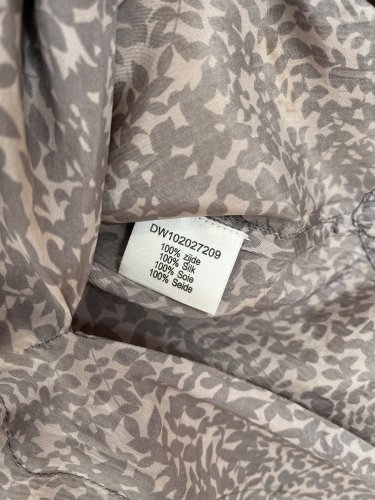 DW102027209
100% zijde
100% Silk
100% Soie
100% Seide